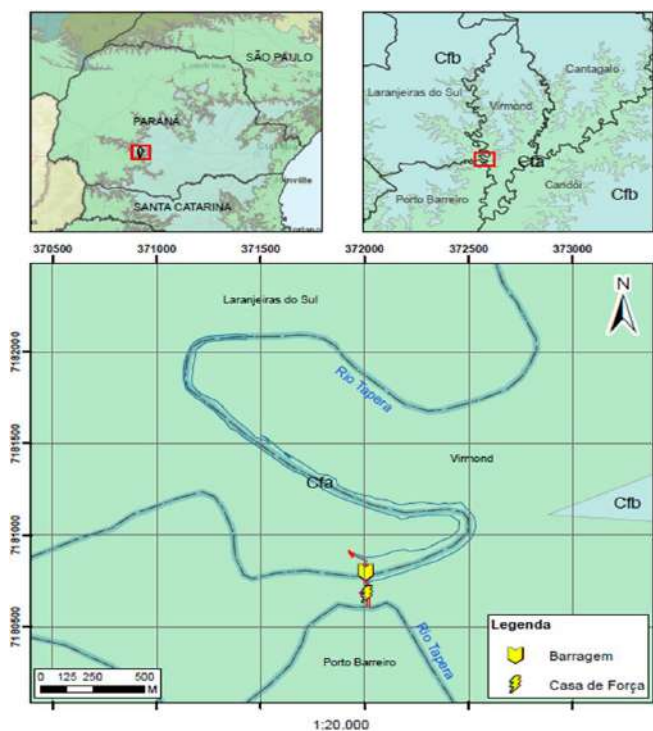 SÃO PAULO
PARANÁ
SANTA CATARINA
Cfb
Cantagalo
Laranjeiras do Sul
Virmond
Cfa
Candói
Porto Barreiro
Cfb
370500 371000 371500 372000 372500 373000
Laranjeiras do Sul
N
7182000
Rio Tapera
7181500
Virmond
Cfa
Cfb
7181000
7180500
Rio Tapera
Porto Barreiro
Legenda
Barragem
Casa de Força
0 125 250 500
M
1:20.000